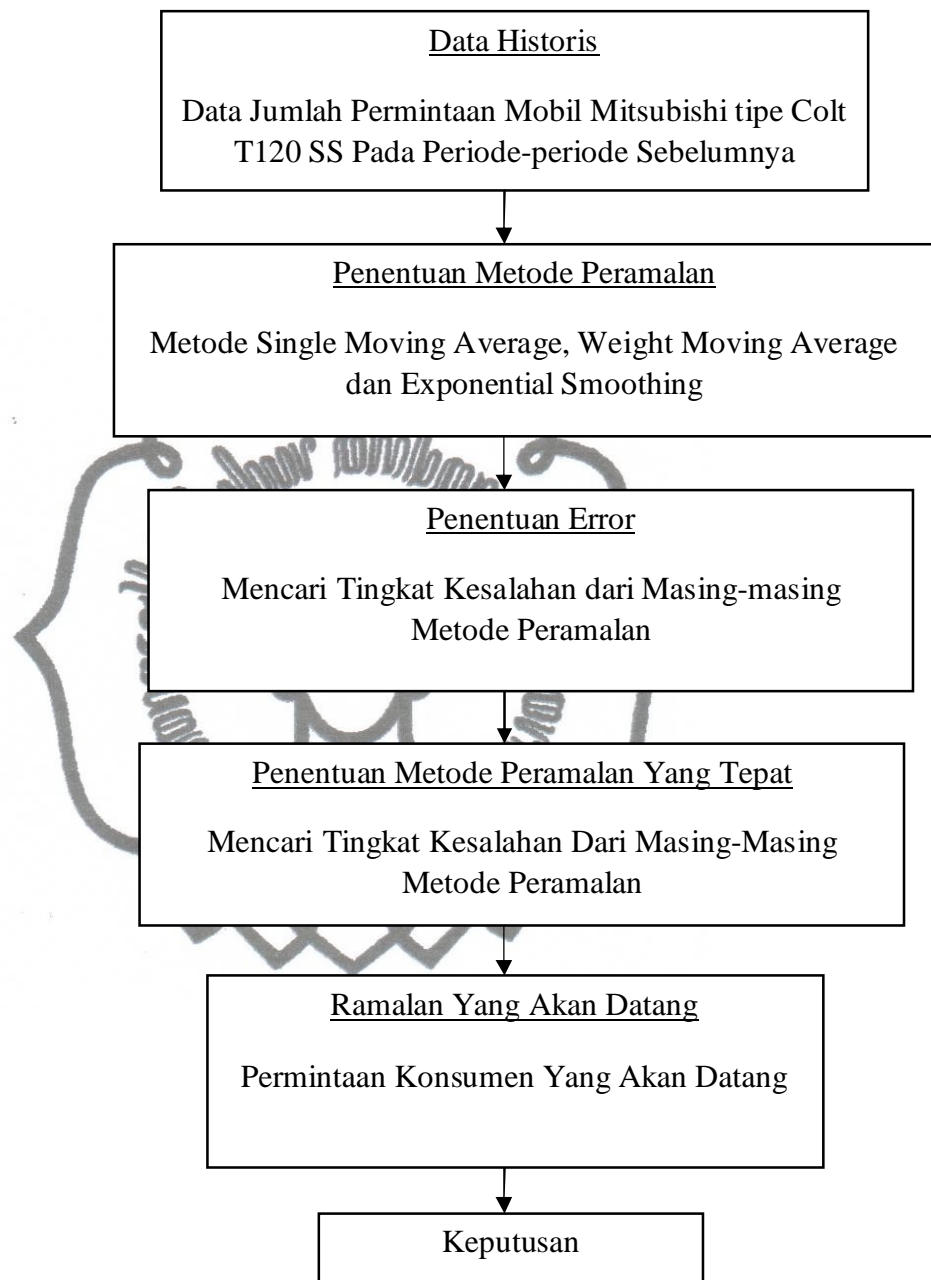 Data Historis
Data Jumlah Permintaan Mobil Mitsubishi tipe Colt
T120 SS Pada Periode-periode Sebelumnya
Penentuan Metode Peramalan
Metode Single Moving Average, Weight Moving Average
dan Exponential Smoothing
Penentuan Error
Mencari Tingkat Kesalahan dari Masing-masing
Metode Peramalan
Penentuan Metode Peramalan Yang Tepat
Mencari Tingkat Kesalahan Dari Masing-Masing
Metode Peramalan
Ramalan Yang Akan Datang
Permintaan Konsumen Yang Akan Datang
Keputusan